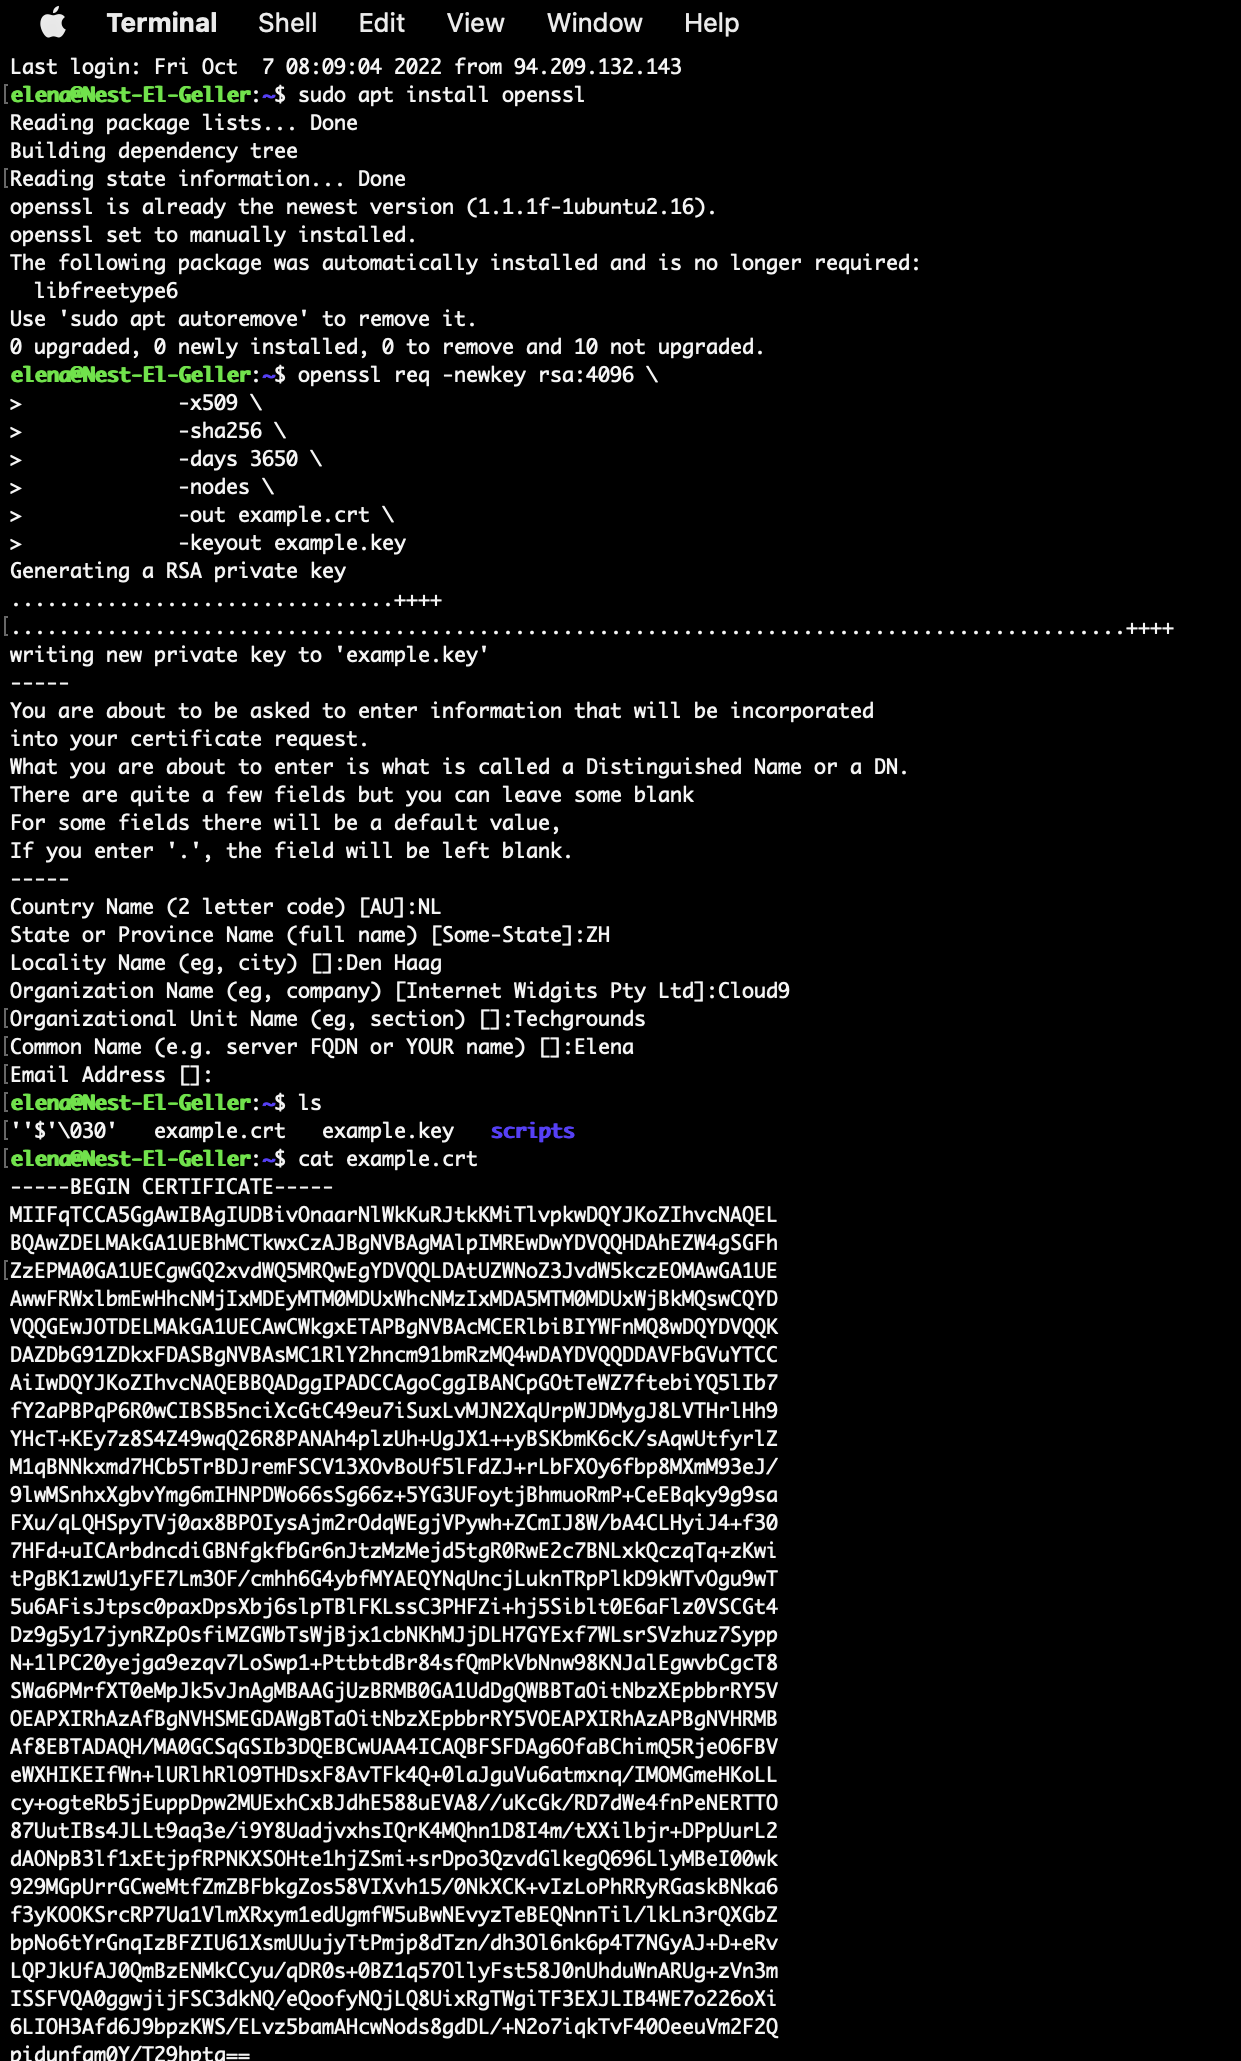 Terminal Shell Edit View Window Help
Last login: Fri Oct  7 08:09:04 2022 from 94.209.132.143
[elena@Nest-El-Geller:~$ sudo apt install openssl
Reading package lists... Done
Building dependency tree
[Reading state information... Done
openssl is already the newest version (1.1.1f-1ubuntu2.16).
openssl set to manually installed.
The following package was automatically installed and is no longer required:
  libfreetype6
Use 'sudo apt autoremove' to remove it.
0 upgraded, 0 newly installed, 0 to remove and 10 not upgraded.
elena@Nest-El-Geller:~$ openssl req -newkey rsa:4096 \
>             -x509 \
>             -sha256 \
>             -days 3650 \
>             -nodes \
>             -out example.crt \
>             -keyout example.key
Generating a RSA private key
................................++++
[.............................................................................................++++
writing new private key to 'example.key'
-----
You are about to be asked to enter information that will be incorporated
into your certificate request.
What you are about to enter is what is called a Distinguished Name or a DN.
There are quite a few fields but you can leave some blank
For some fields there will be a default value,
If you enter '.', the field will be left blank.
-----
Country Name (2 letter code) [AU]:NL
State or Province Name (full name) [Some-State]:ZH
Locality Name (eg, city) []:Den Haag
Organization Name (eg, company) [Internet Widgits Pty Ltd]:Cloud9
[Organizational Unit Name (eg, section) []:Techgrounds
[Common Name (e.g. server FQDN or YOUR name) []:Elena
[Email Address []:
[elena@Nest-El-Geller:~$ ls
[''$'\030'   example.crt   example.key   scripts
[elena@Nest-El-Geller:~$ cat example.crt
-----BEGIN CERTIFICATE-----
MIIFqTCCA5GgAwIBAgIUDBivOnaarNlWkKuRJtkKMiTlvpkwDQYJKoZIhvcNAQEL
BQAwZDELMAkGA1UEBhMCTkwxCzAJBgNVBAgMAlpIMREwDwYDVQQHDAhEZW4gSGFh
[ZzEPMA0GA1UECgwGQ2xvdWQ5MRQwEgYDVQQLDAtUZWNoZ3JvdW5kczEOMAwGA1UE
AwwFRWxlbmEwHhcNMjIxMDEyMTM0MDUxWhcNMzIxMDA5MTM0MDUxWjBkMQswCQYD
VQQGEwJOTDELMAkGA1UECAwCWkgxETAPBgNVBAcMCERlbiBIYWFnMQ8wDQYDVQQK
DAZDbG91ZDkxFDASBgNVBAsMC1RlY2hncm91bmRzMQ4wDAYDVQQDDAVFbGVuYTCC
AiIwDQYJKoZIhvcNAQEBBQADggIPADCCAgoCggIBANCpGOtTeWZ7ftebiYQ5lIb7
fY2aPBPqP6R0wCIBSB5nciXcGtC49eu7iSuxLvMJN2XqUrpWJDMygJ8LVTHrlHh9
YHcT+KEy7z8S4Z49wqQ26R8PANAh4plzUh+UgJX1++yBSKbmK6cK/sAqwUtfyrlZ
M1qBNNkxmd7HCb5TrBDJremFSCV13XOvBoUf5lFdZJ+rLbFXOy6fbp8MXmM93eJ/
9lwMSnhxXgbvYmg6mIHNPDWo66sSg66z+5YG3UFoytjBhmuoRmP+CeEBqky9g9sa
FXu/qLQHSpyTVj0ax8BPOIysAjm2rOdqWEgjVPywh+ZCmIJ8W/bA4CLHyiJ4+f30
7HFd+uICArbdncdiGBNfgkfbGr6nJtzMzMejd5tgR0RwE2c7BNLxkQczqTq+zKwi
tPgBK1zwU1yFE7Lm3OF/cmhh6G4ybfMYAEQYNqUncjLuknTRpPlkD9kWTvOgu9wT
5u6AFisJtpsc0paxDpsXbj6slpTBlFKLssC3PHFZi+hj5Siblt0E6aFlz0VSCGt4
Dz9g5y17jynRZpOsfiMZGWbTsWjBjx1cbNKhMJjDLH7GYExf7WLsrSVzhuz7Sypp
N+1lPC20yejga9ezqv7LoSwp1+PttbtdBr84sfQmPkVbNnw98KNJalEgwvbCgcT8
SWa6PMrfXT0eMpJk5vJnAgMBAAGjUzBRMB0GA1UdDgQWBBTaOitNbzXEpbbrRY5V
OEAPXIRhAzAfBgNVHSMEGDAWgBTaOitNbzXEpbbrRY5VOEAPXIRhAzAPBgNVHRMB
Af8EBTADAQH/MA0GCSqGSIb3DQEBCwUAA4ICAQBFSFDAg6OfaBChimQ5RjeO6FBV
eWXHIKEIfWn+lURlhRlO9THDsxF8AvTFk4Q+0laJguVu6atmxnq/IMOMGmeHKoLL
cy+ogteRb5jEuppDpw2MUExhCxBJdhE588uEVA8//uKcGk/RD7dWe4fnPeNERTTO
87UutIBs4JLLt9aq3e/i9Y8UadjvxhsIQrK4MQhn1D8I4m/tXXilbjr+DPpUurL2
dAONpB3lf1xEtjpfRPNKXSOHte1hjZSmi+srDpo3QzvdGlkegQ696LlyMBeI00wk
929MGpUrrGCweMtfZmZBFbkgZos58VIXvh15/0NkXCK+vIzLoPhRRyRGaskBNka6
f3yKOOKSrcRP7Ua1VlmXRxym1edUgmfW5uBwNEvyzTeBEQNnnTil/lkLn3rQXGbZ
bpNo6tYrGnqIzBFZIU61XsmUUujyTtPmjp8dTzn/dh3Ol6nk6p4T7NGyAJ+D+eRv
LQPJkUfAJ0QmBzENMkCCyu/qDR0s+0BZ1q57OllyFst58J0nUhduWnARUg+zVn3m
ISSFVQA0ggwjijFSC3dkNQ/eQoofyNQjLQ8UixRgTWgiTF3EXJLIB4WE7o226oXi
6LIOH3Afd6J9bpzKWS/ELvz5bamAHcwNods8gdDL/+N2o7iqkTvF40OeeuVm2F2Q
pidunfam0Y/T29hpta==